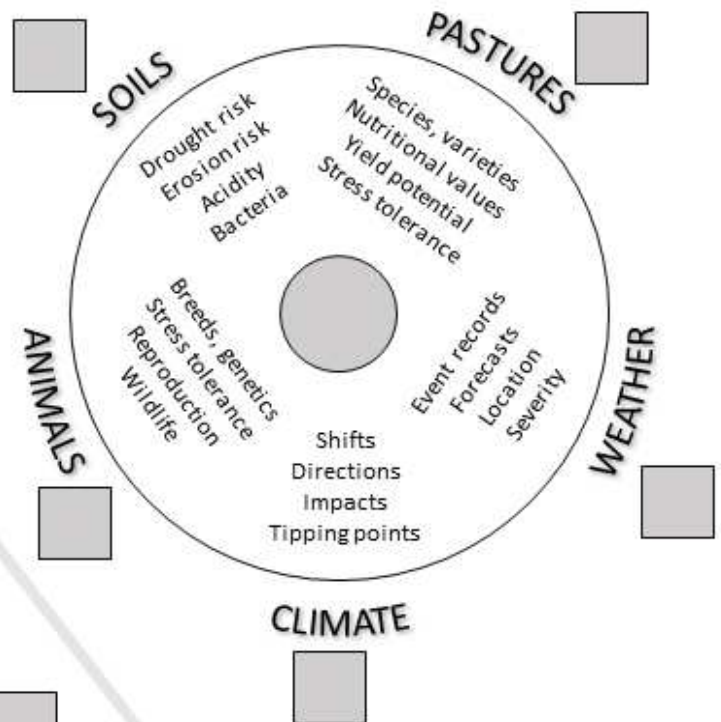 SOILS
Drought risk
Erosion risk
Acidity
Bacteria
PASTURES
Species, varieties
Nutritional values
Yield potential
Stress tolerance
ANIMALS
Breeds, genetics
Stress tolerance
Reproduction
Wildlife
WEATHER
Event records
Forecasts
Location
Severity
Shifts
Directions
Impacts
Tipping points
CLIMATE